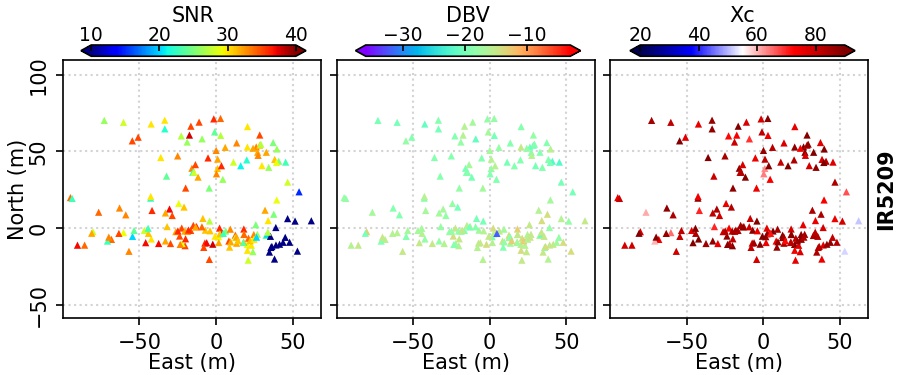 SNR DBV Xc
10 20 30 40 −30 −20 −10 20 40 60 80
100
50
0
−50
North (m)
IR5209
−50 0 50 −50 0 50 −50 0 50
East (m) East (m) East (m)